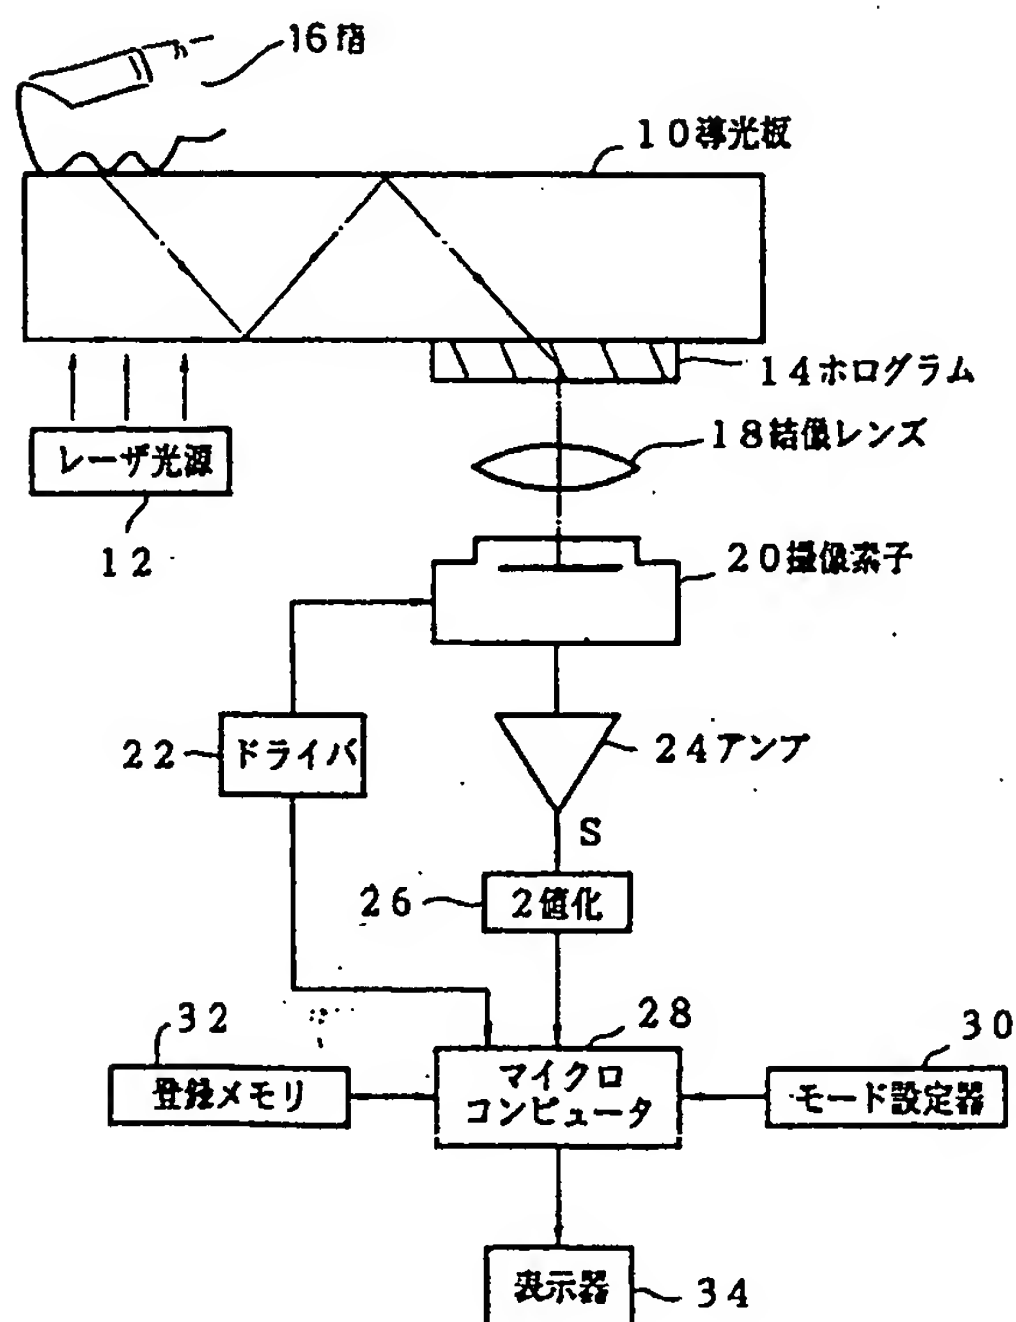 16指
10導光板
14ホログラム
18結像レンズ
レーザ光源
12
20撮像素子
22
ドライバ
24アンプ
S
26
2値化
32
28
30
登録メモリ
マイクロ
コンピュータ
モード設定器
表示器
34